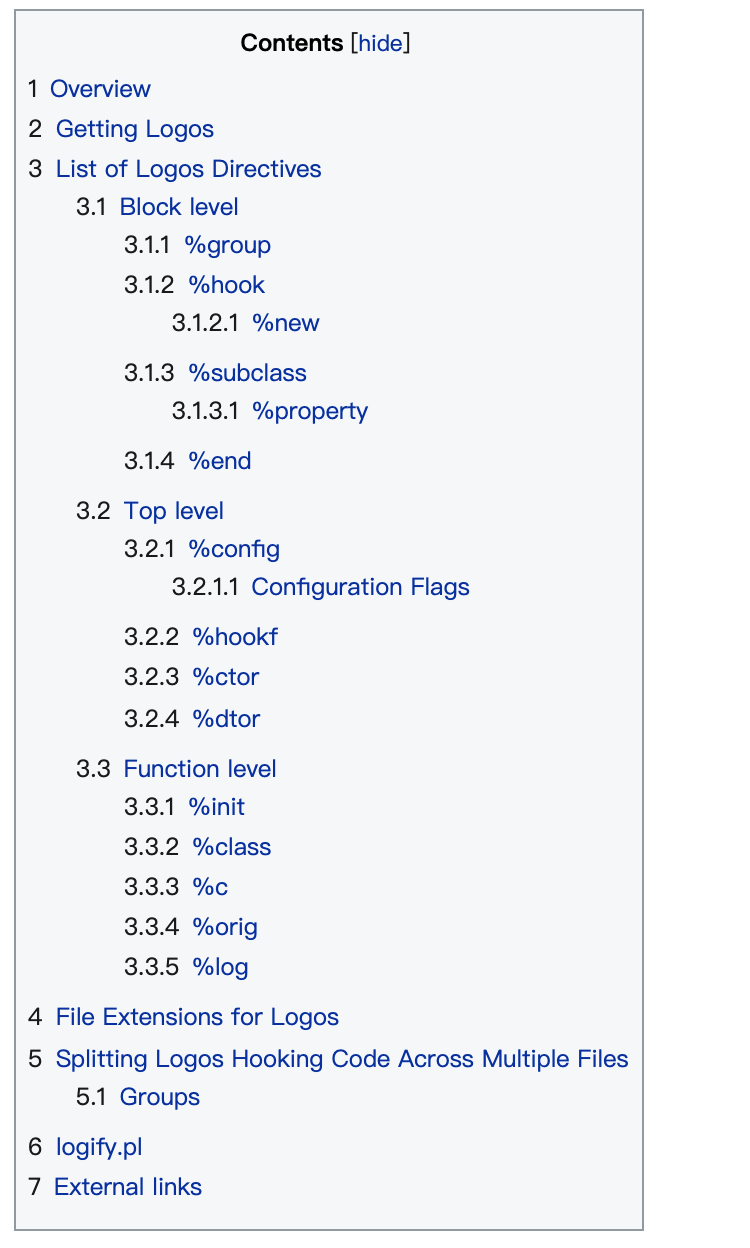 Contents [hide]
1 Overview
2 Getting Logos
3 List of Logos Directives
3.1 Block level
3.1.1 %group
3.1.2 %hook
3.1.2.1 %new
3.1.3 %subclass
3.1.3.1 %property
3.1.4 %end
3.2 Top level
3.2.1 %config
3.2.1.1 Configuration Flags
3.2.2 %hookf
3.2.3 %ctor
3.2.4 %dtor
3.3 Function level
3.3.1 %init
3.3.2 %class
3.3.3 %c
3.3.4 %orig
3.3.5 %log
4 File Extensions for Logos
5 Splitting Logos Hooking Code Across Multiple Files
5.1 Groups
6 logify.pl
7 External links